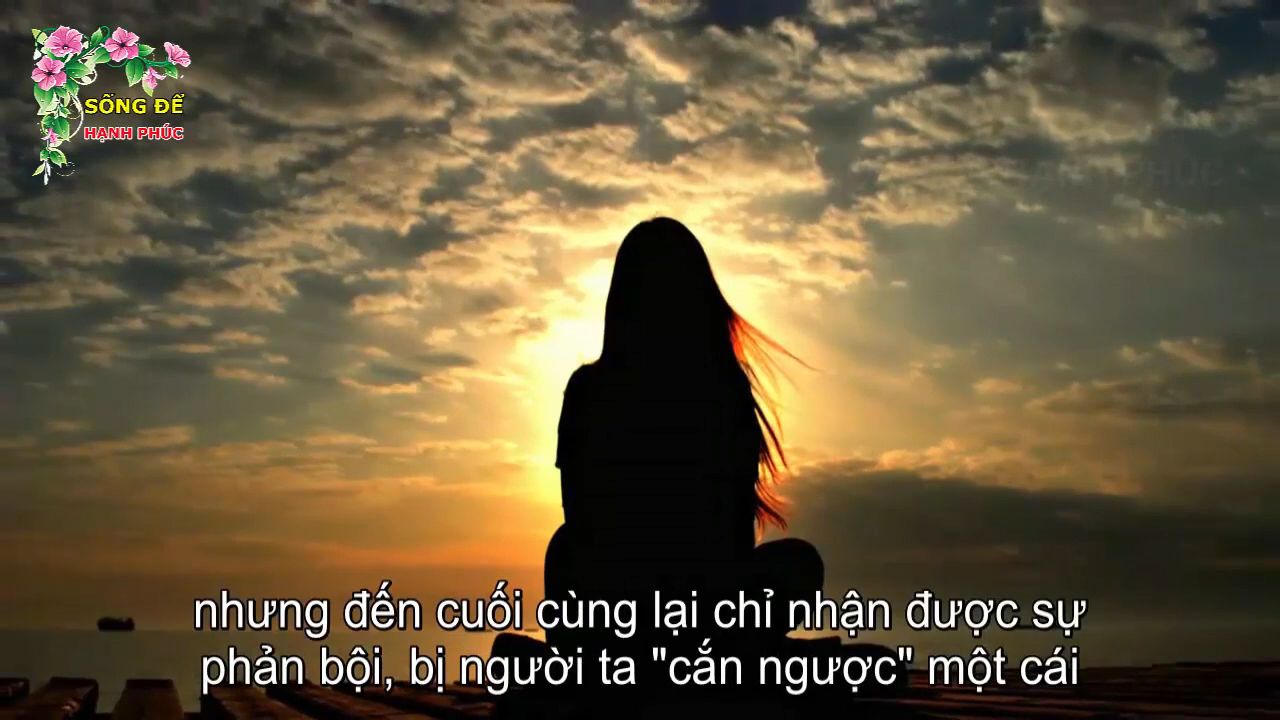 SỐNG ĐỂ
HẠNH PHÚC
nhưng đến cuối cùng lại chỉ nhận được sự
phản bội, bị người ta "cắn ngược" một cái